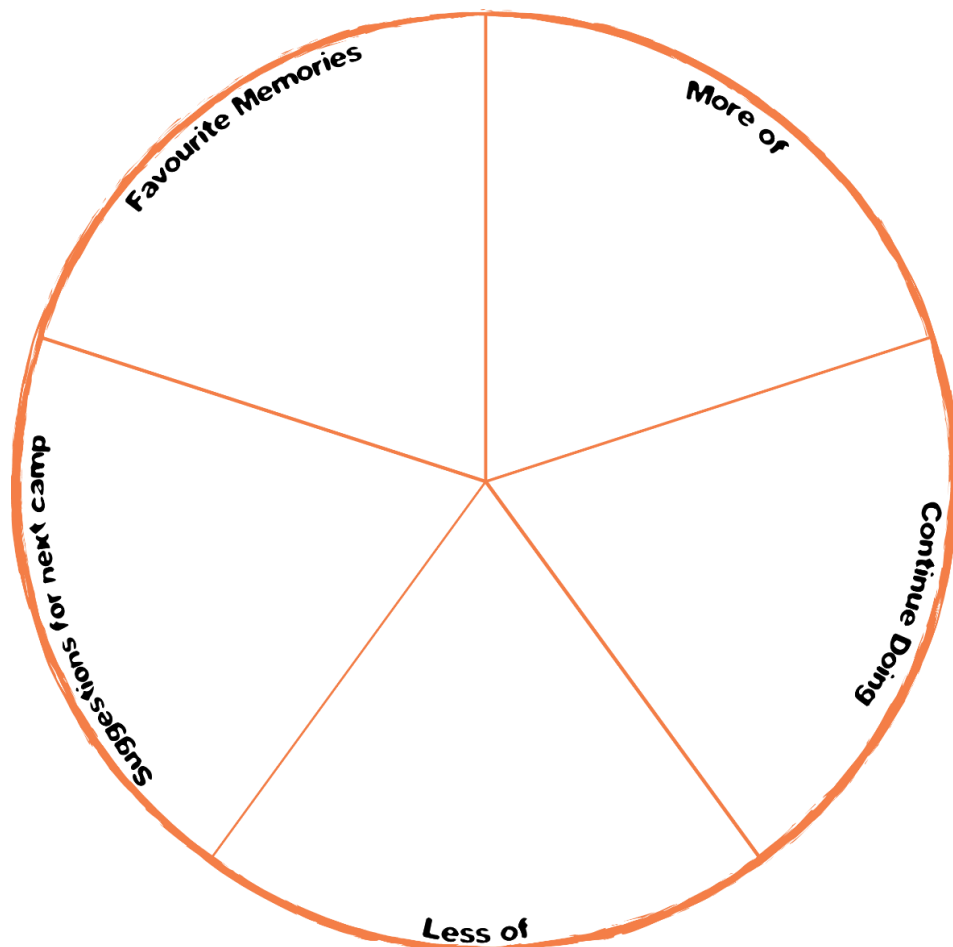 Favourite Memories
More of
Continue Doing
Less of
Suggestions for next camp